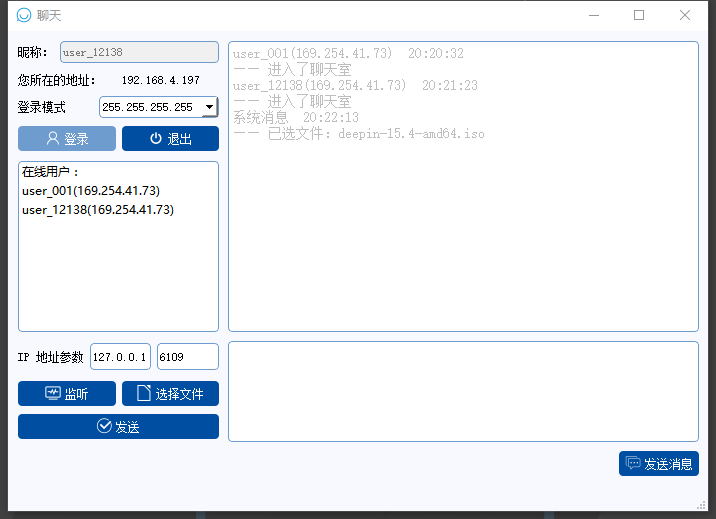 聊天
昵称: user_12138
您所在的地址: 192.168.4.197
登录模式 255.255.255.255
登录 退出
在线用户:
user_001(169.254.41.73)
user_12138(169.254.41.73)
IP 地址参数 127.0.0.1 6109
监听 选择文件
发送
user_001(169.254.41.73) 20:20:32
—— 进入了聊天室
user_12138(169.254.41.73) 20:21:23
—— 进入了聊天室
系统消息 20:22:13
—— 已选文件: deepin-15.4-amd64.iso
发送消息